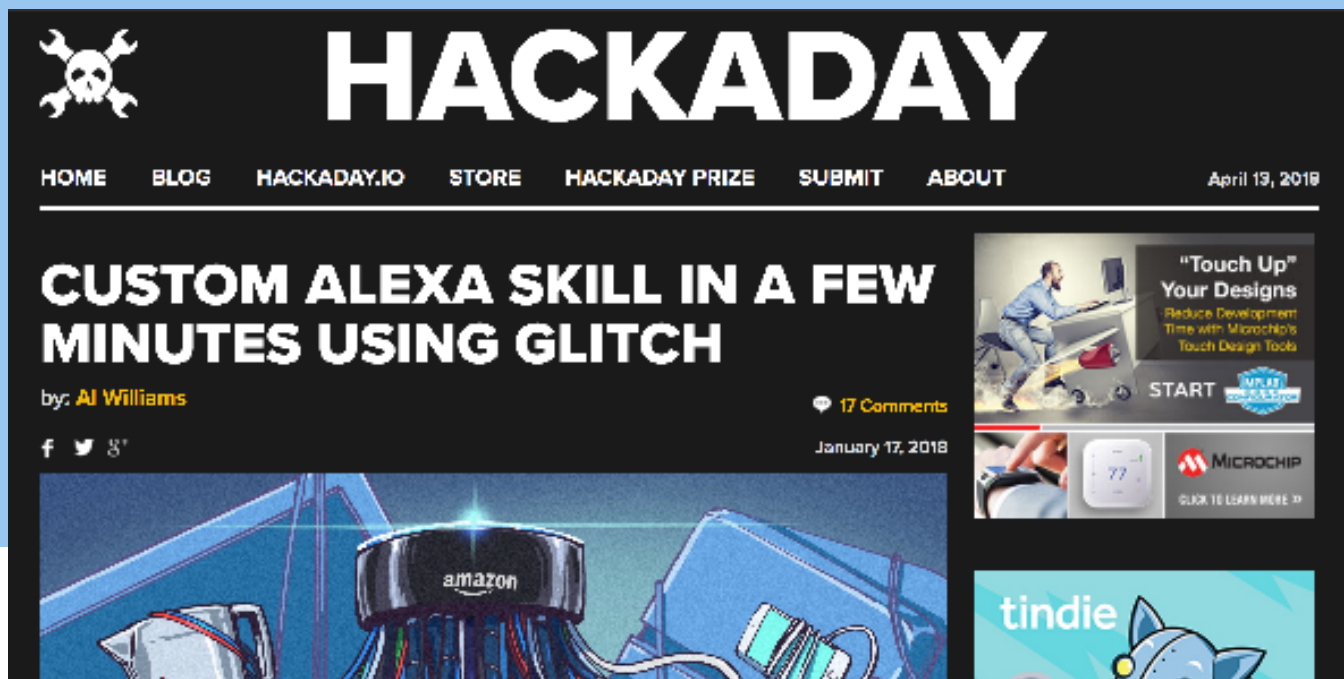 HACKADAY
HOME BLOG HACKADAY.IO STORE HACKADAY PRIZE SUBMIT ABOUT April 13, 2018
CUSTOM ALEXA SKILL IN A FEW
MINUTES USING GLITCH
by: Al Williams
17 Comments
f g+
January 17, 2018
amazon
"Touch Up"
Your Designs
Reduce Development
Time with Microchip's
Touch Design Tools
START
77
MICROCHIP
CLICK TO LEARN MORE »
tindie